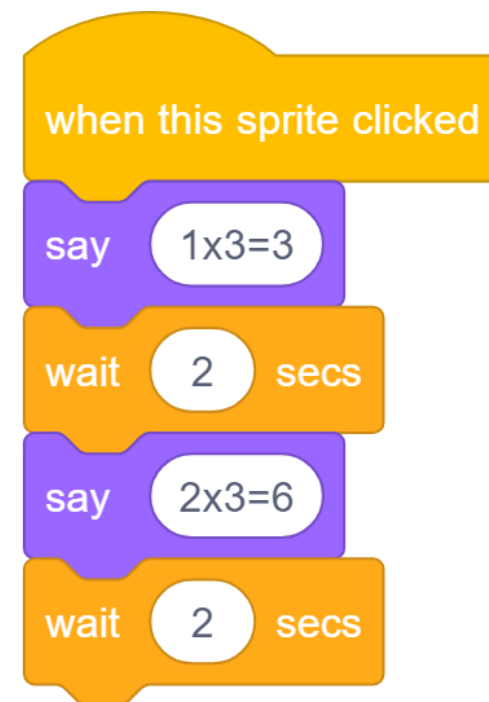 when this sprite clicked
say 1x3=3
wait 2 secs
say 2x3=6
wait 2 secs